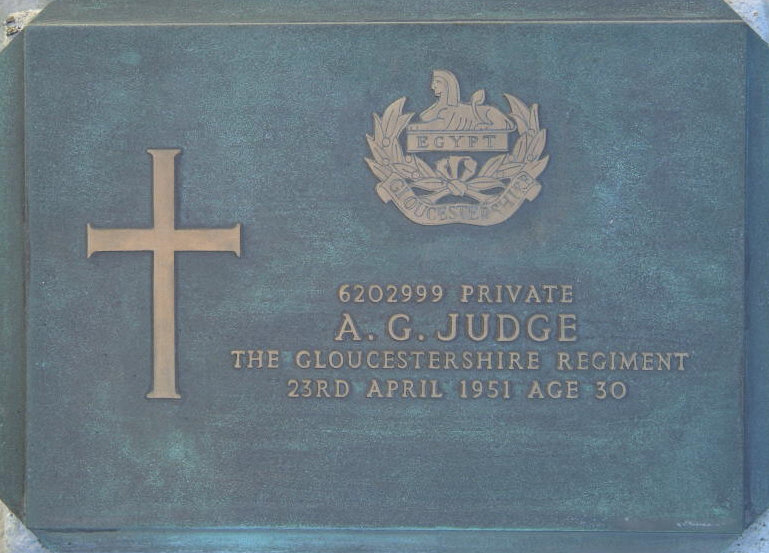 EGYPT
GLOUCESTERSHIRE
6202999 PRIVATE
A. G. JUDGE
THE GLOUCESTERSHIRE REGIMENT
23RD APRIL 1951 AGE 30